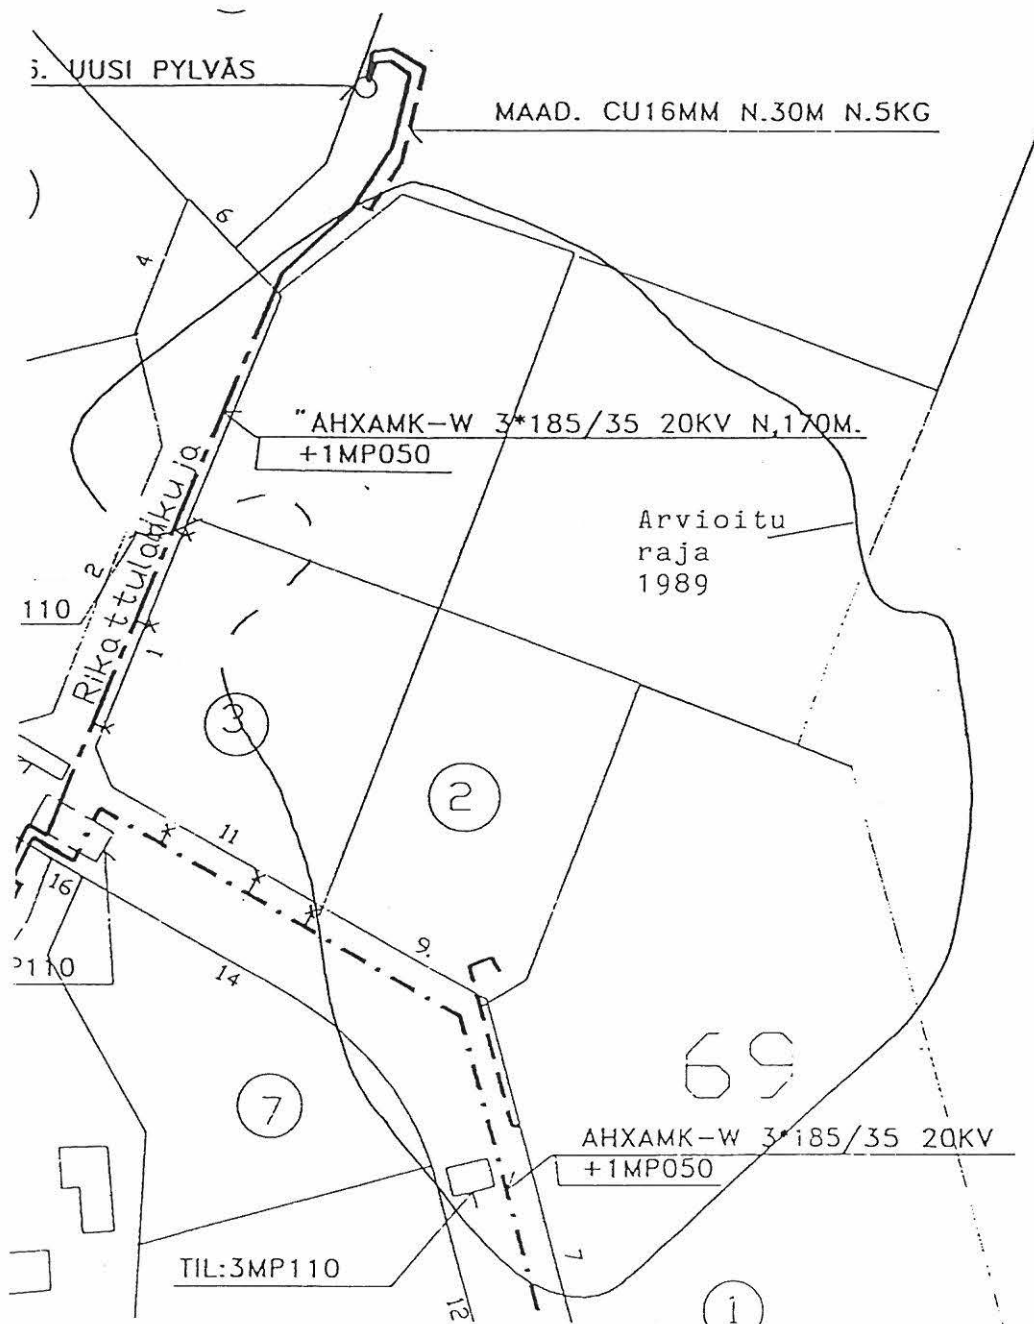 5. UUSI PYLVÄS
MAAD. CU16MM N.30M N.5KG
6
4
"AHXAMK-W 3*185/35 20KV N,170M.
+1MP050
Rikattulankuja
Arvioitu
raja
1989
2
110
1
3
2
11
16
9.
P110
14
69
7
AHXAMK-W 3*185/35 20KV
+1MP050
TIL:3MP110
7
12
1